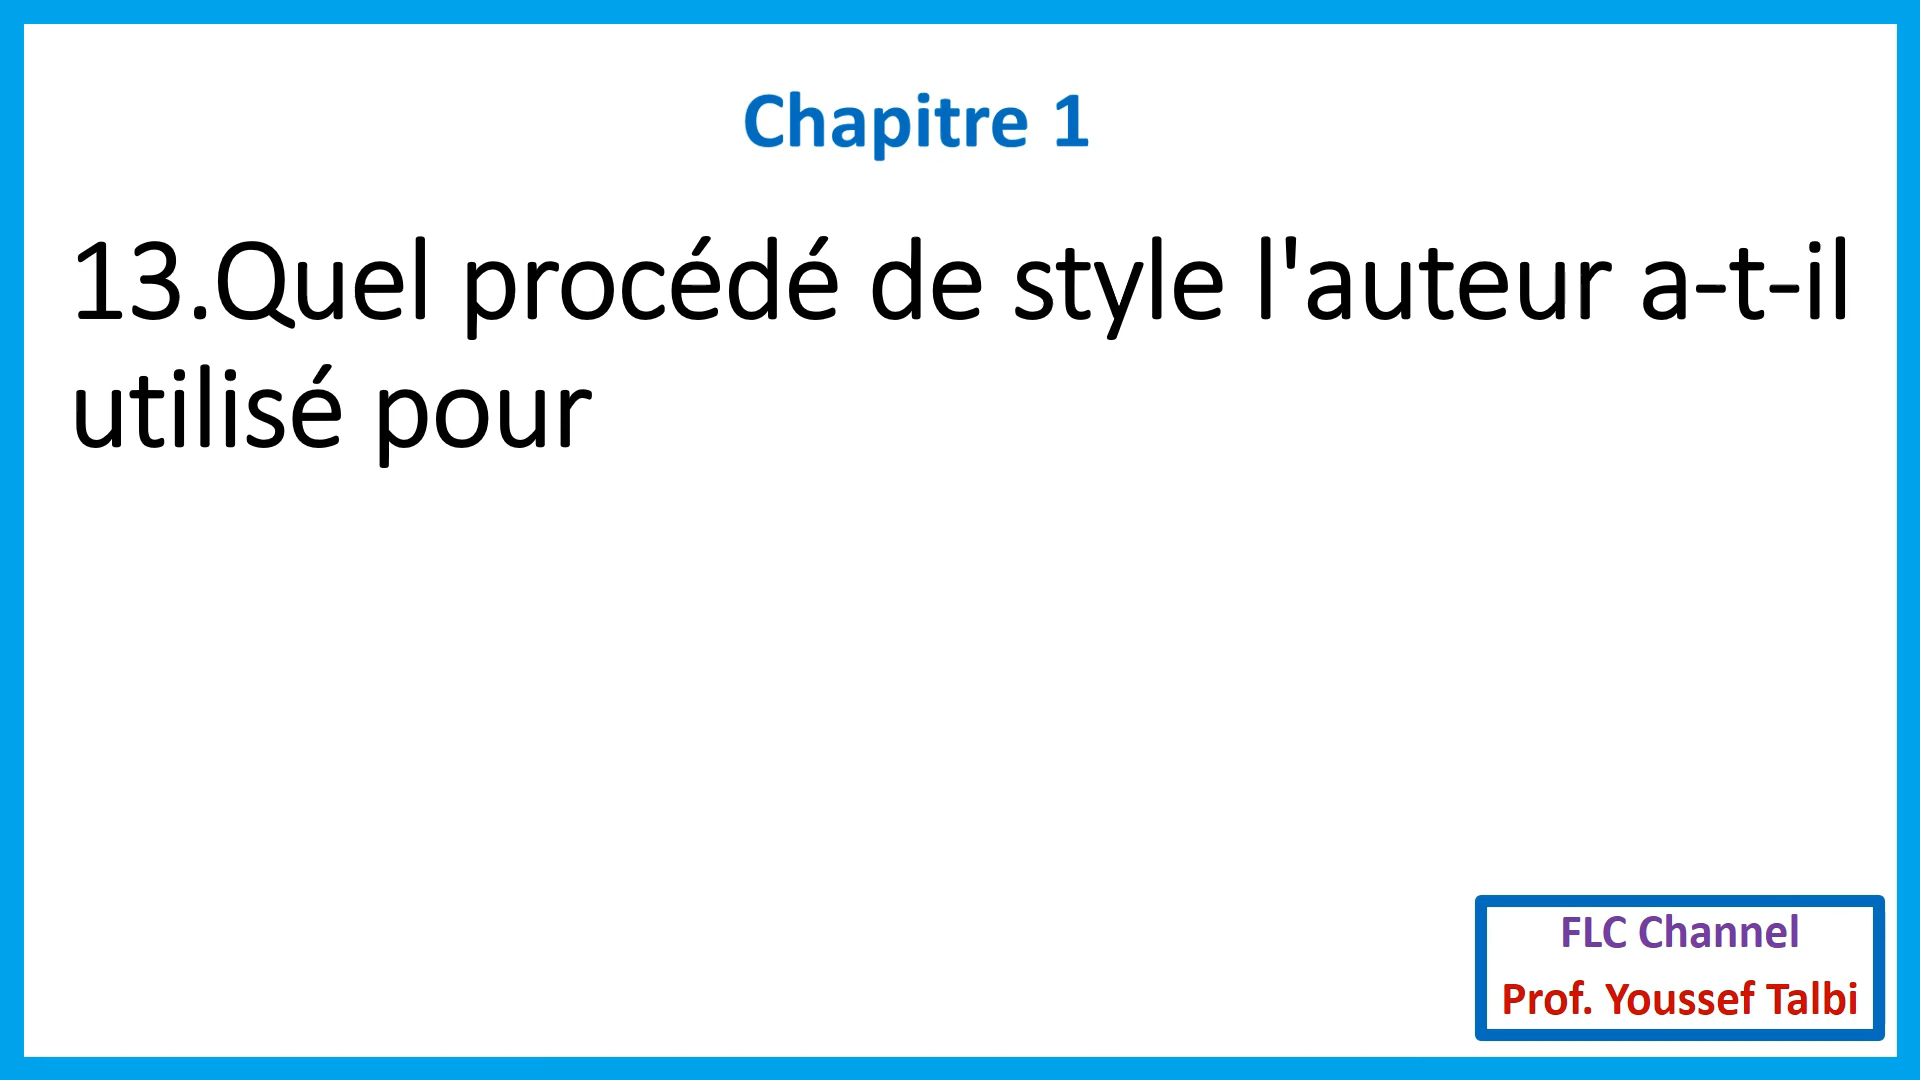 Chapitre 1
13.Quel procédé de style l'auteur a-t-il
utilisé pour
FLC Channel
Prof. Youssef Talbi